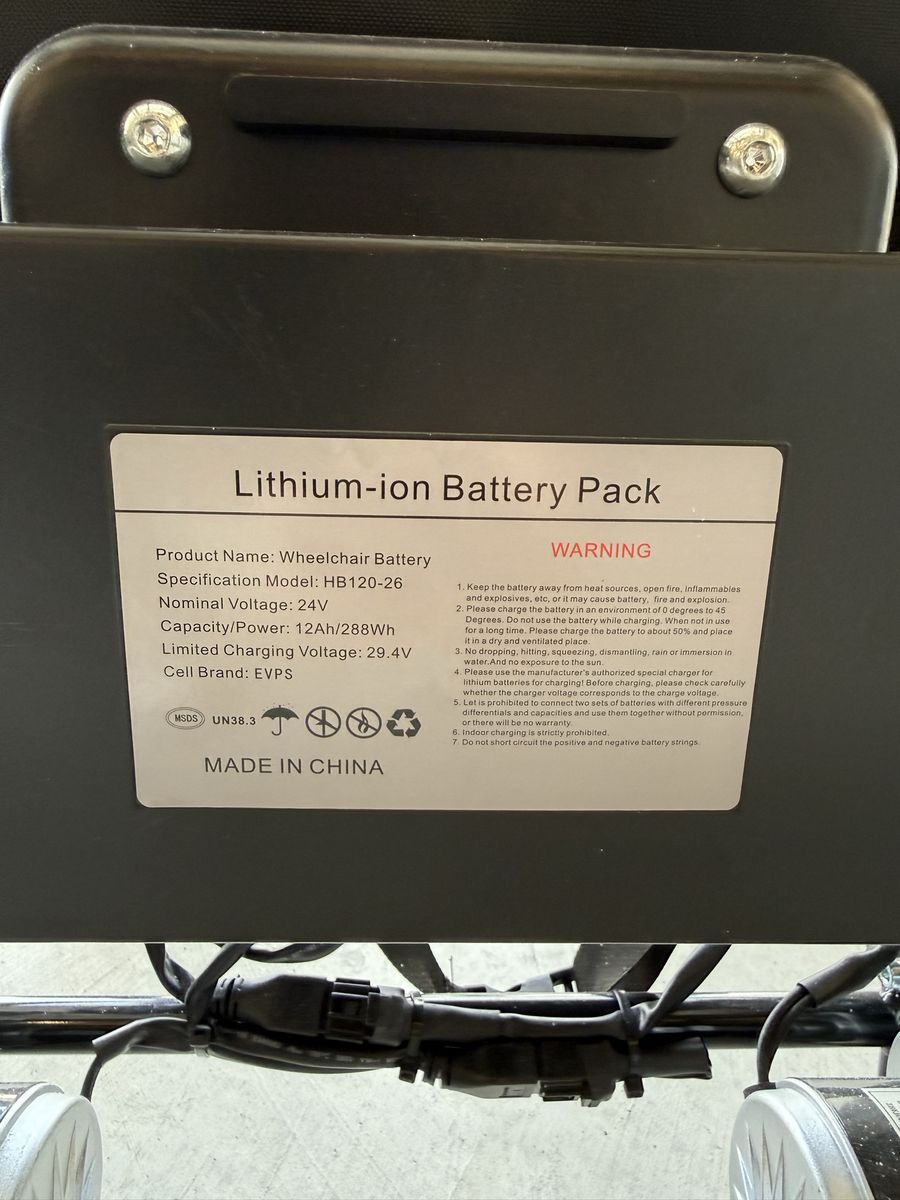 Lithium-ion Battery Pack
Product Name: Wheelchair Battery
Specification Model: HB120-26
Nominal Voltage: 24V
Capacity/Power: 12Ah/288Wh
Limited Charging Voltage: 29.4V
Cell Brand: EVPS
MSDS UN38.3
MADE IN CHINA
WARNING
1. Keep the battery away from heat sources, open fire, inflammables
and explosives, etc, or it may cause battery, fire and explosion.
2. Please charge the battery in an environment of 0 degrees to 45
Degrees. Do not use the battery while charging. When not in use
for a long time. Please charge the battery to about 50% and place
it in a dry and ventilated place.
3. No dropping, hitting, squeezing, dismantling, rain or immersion in
water.And no exposure to the sun.
4. Please use the manufacturer's authorized special charger for
lithium batteries for charging! Before charging, please check carefully
whether the charger voltage corresponds to the charge voltage.
5. Let is prohibited to connect two sets of batteries with different pressure
differentials and capacities and use them together without permission,
or there will be no warranty.
6. Indoor charging is strictly prohibited.
7. Do not short circuit the positive and negative battery strings.